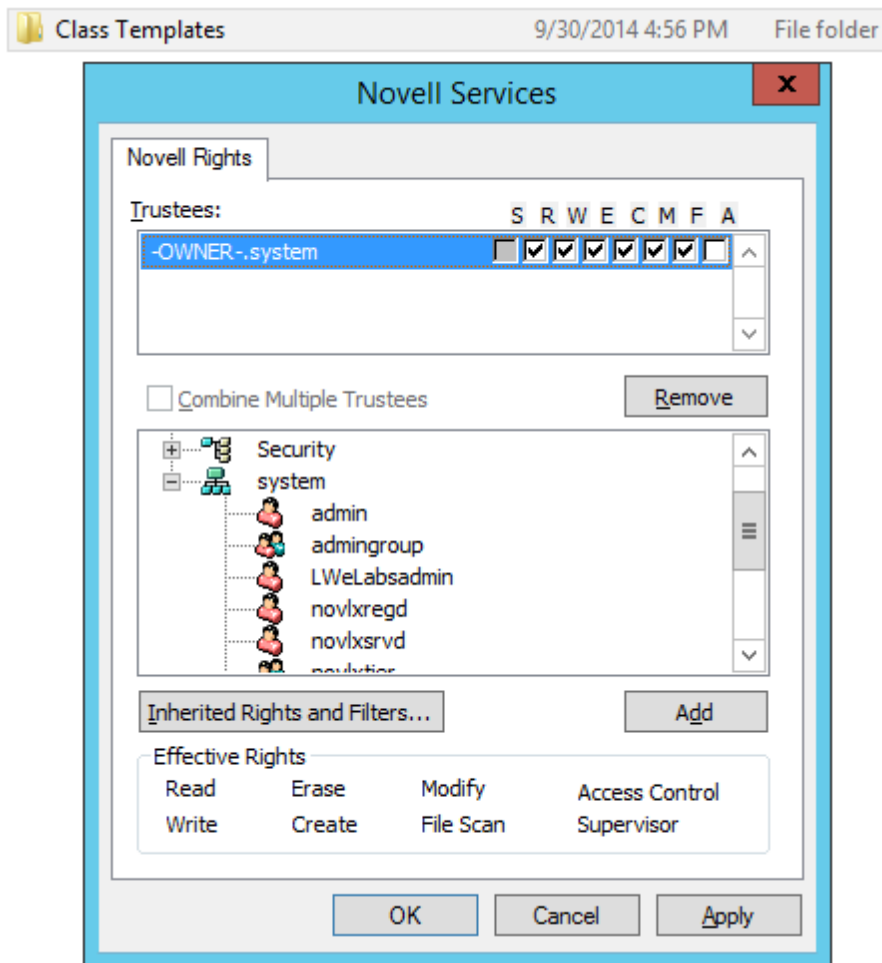 Class Templates 9/30/2014 4:56 PM File folder
Novell Services x
Novell Rights
Trustees: S R W E C M F A
-OWNER-.system
Combine Multiple Trustees Remove
Security
system
admin
admingroup
LWeLabsadmin
novlxregd
novlxsrvd
Inherited Rights and Filters... Add
Effective Rights
Read Erase Modify Access Control
Write Create File Scan Supervisor
OK Cancel Apply